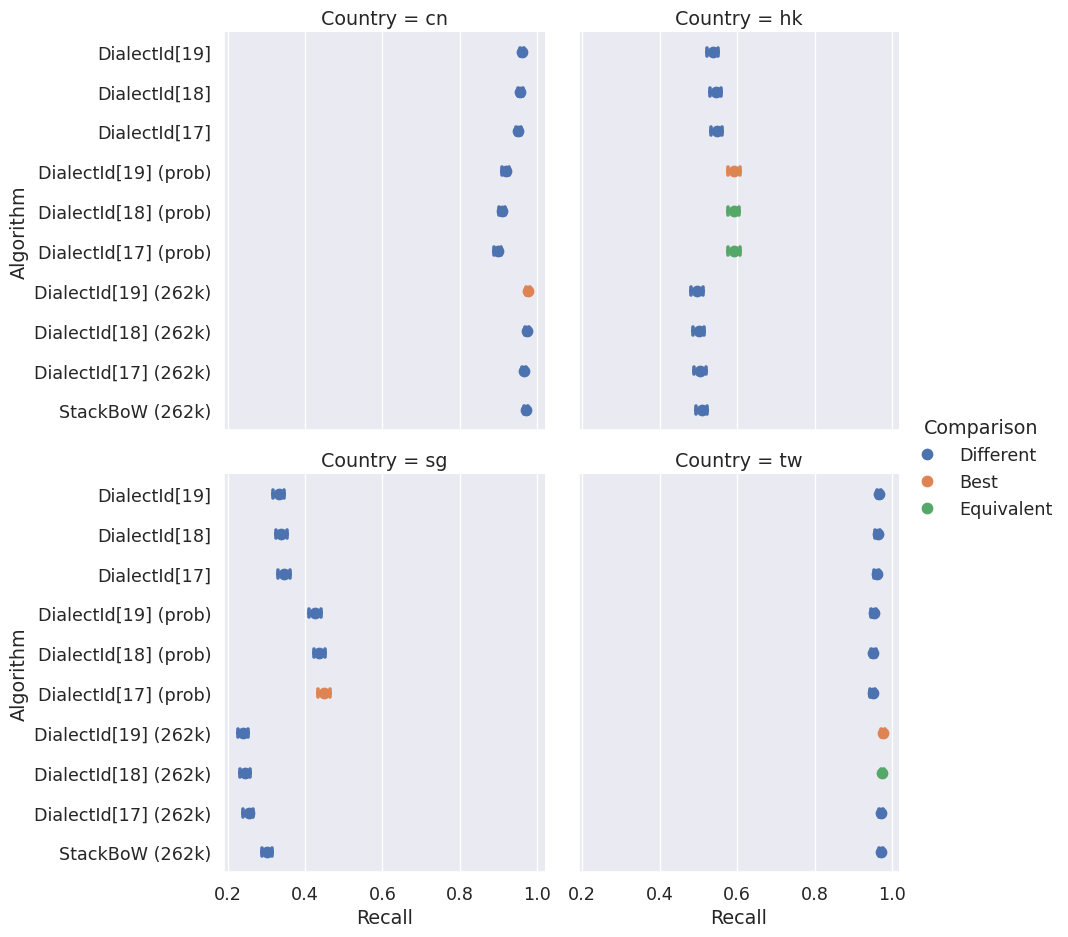 Country = cn
Country = hk
Algorithm
DialectId[19]
DialectId[18]
DialectId[17]
DialectId[19] (prob)
DialectId[18] (prob)
DialectId[17] (prob)
DialectId[19] (262k)
DialectId[18] (262k)
DialectId[17] (262k)
StackBoW (262k)
Country = sg
Country = tw
Algorithm
DialectId[19]
DialectId[18]
DialectId[17]
DialectId[19] (prob)
DialectId[18] (prob)
DialectId[17] (prob)
DialectId[19] (262k)
DialectId[18] (262k)
DialectId[17] (262k)
StackBoW (262k)
0.2 0.4 0.6 0.8 1.0
Recall
0.2 0.4 0.6 0.8 1.0
Recall
Comparison
Different
Best
Equivalent